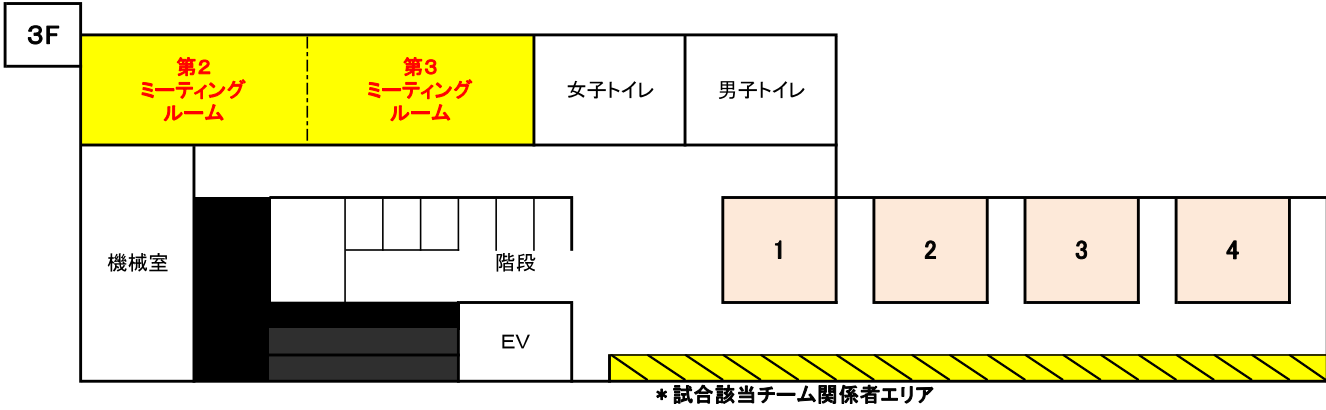 3F
第2
ミーティング
ルーム
第3
ミーティング
ルーム
女子トイレ
男子トイレ
機械室
階段
EV
1
2
3
4
*試合該当チーム関係者エリア